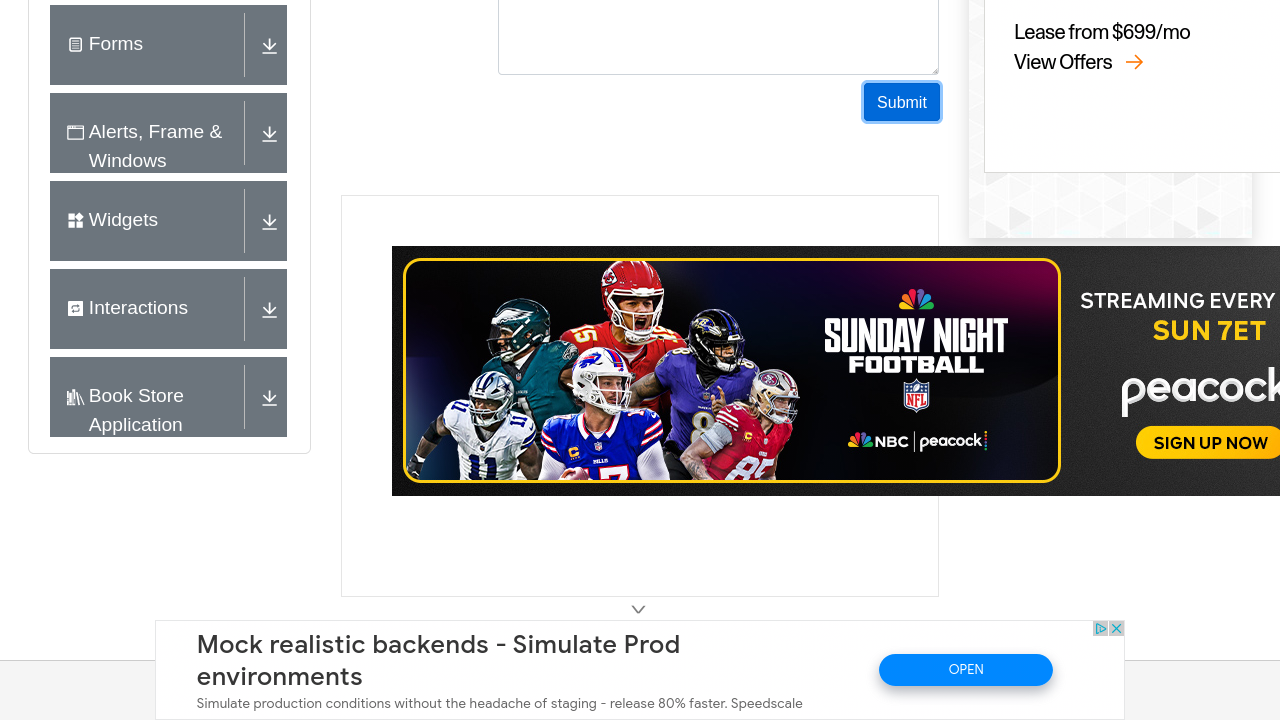 Forms
Alerts, Frame &
Windows
Widgets
Interactions
Book Store
Application
Submit
Lease from $699/mo
View Offers
SUNDAY NIGHT
FOOTBALL
NFL
NBC | peacock
STREAMING EVERY
SUN 7ET
peacock
SIGN UP NOW
Mock realistic backends - Simulate Prod
environments
Simulate production conditions without the headache of staging - release 80% faster. Speedscale
OPEN